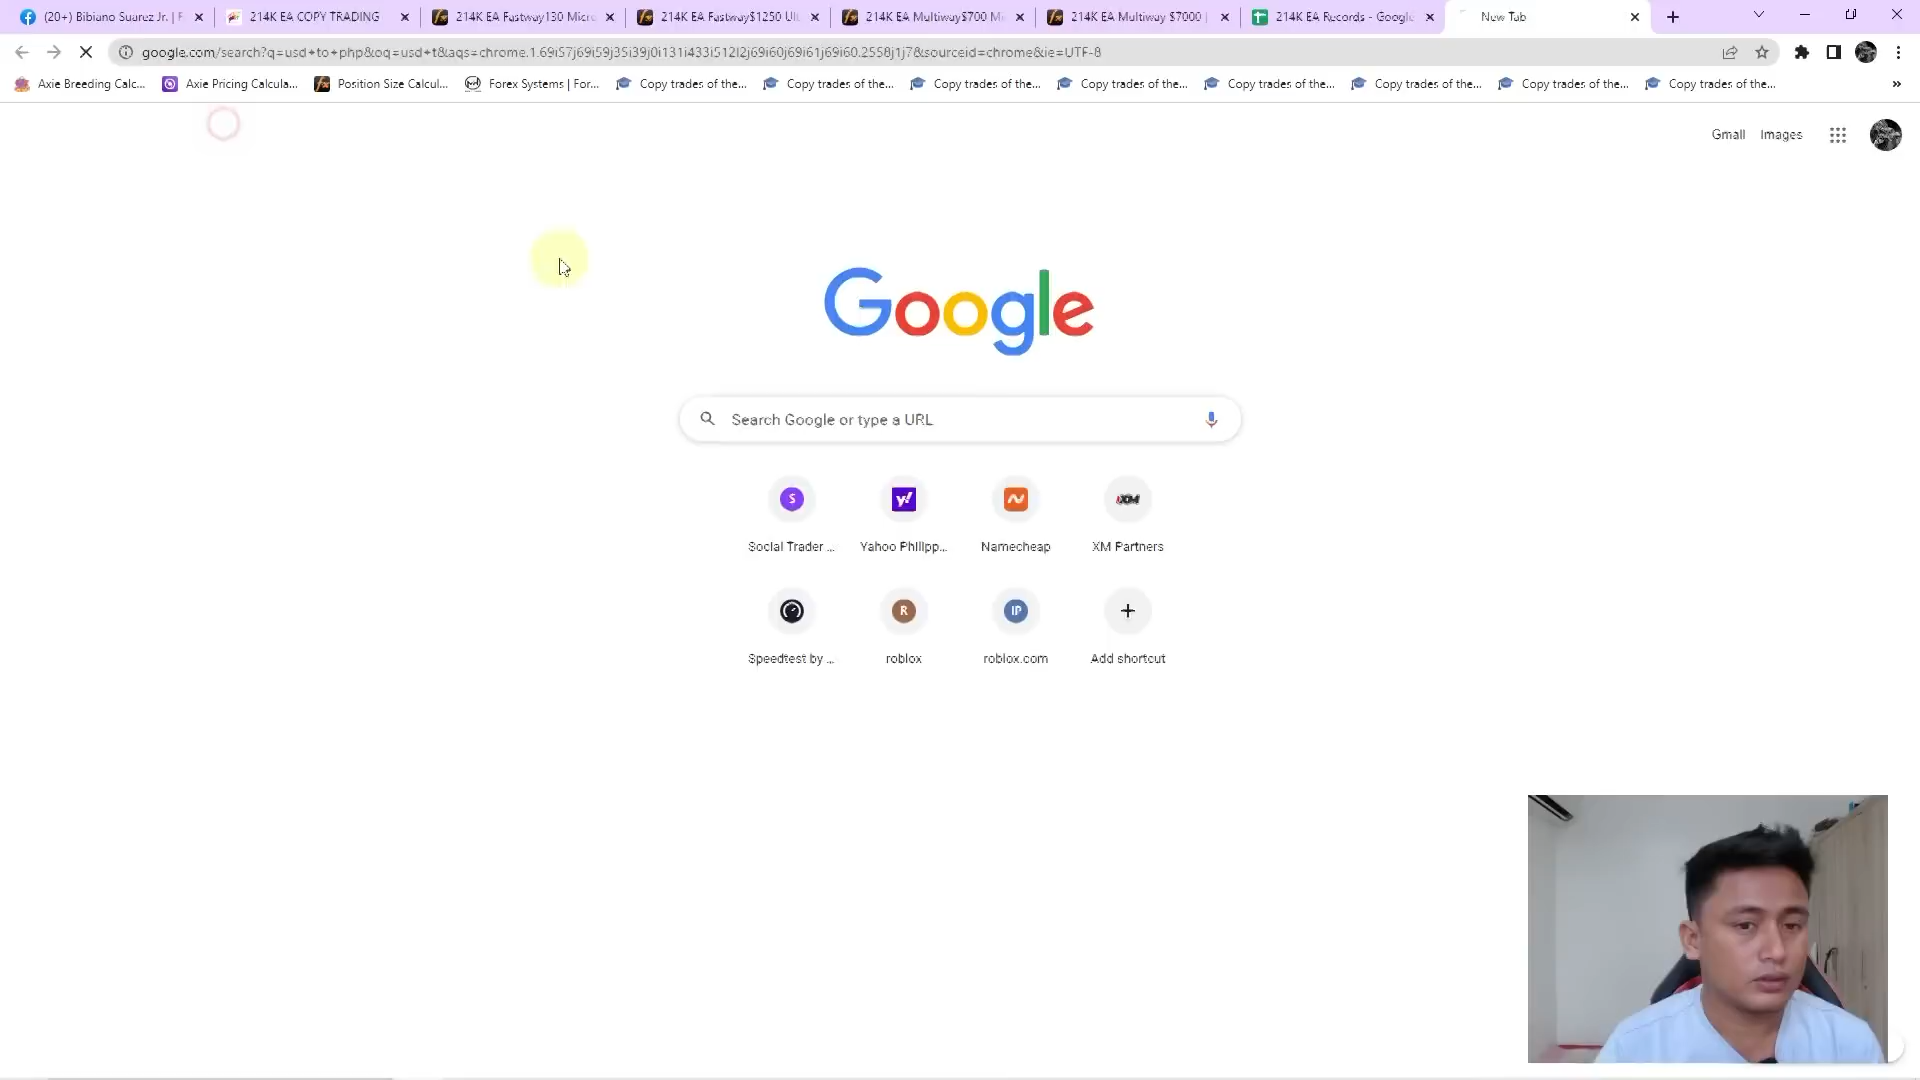 (20+) Bibiano Suarez Jr. | F
214K EA COPY TRADING
214K EA Fastway130 Micro
214K EA Fastway$1250 Ult
214K EA Multiway$700 Mi
214K EA Multiway $7000 |
214K EA Records - Google
New Tab
google.com/search?q=usd+to+php&oq=usd+t&aqs=chrome.1.69i57j69i59j35i39j0i131i433i512l2j69i60j69i61j69i60.2558j1j7&sourceid=chrome&ie=UTF-8
Axie Breeding Calc...
Axie Pricing Calcula...
Position Size Calcul...
Forex Systems | For...
Copy trades of the...
Copy trades of the...
Copy trades of the...
Copy trades of the...
Copy trades of the...
Copy trades of the...
Copy trades of the...
Copy trades of the...
Gmail
Images
Google
Search Google or type a URL
S
y!
XM
Social Trader ...
Yahoo Philipp...
Namecheap
XM Partners
R
IP
Speedtest by ...
roblox
roblox.com
Add shortcut